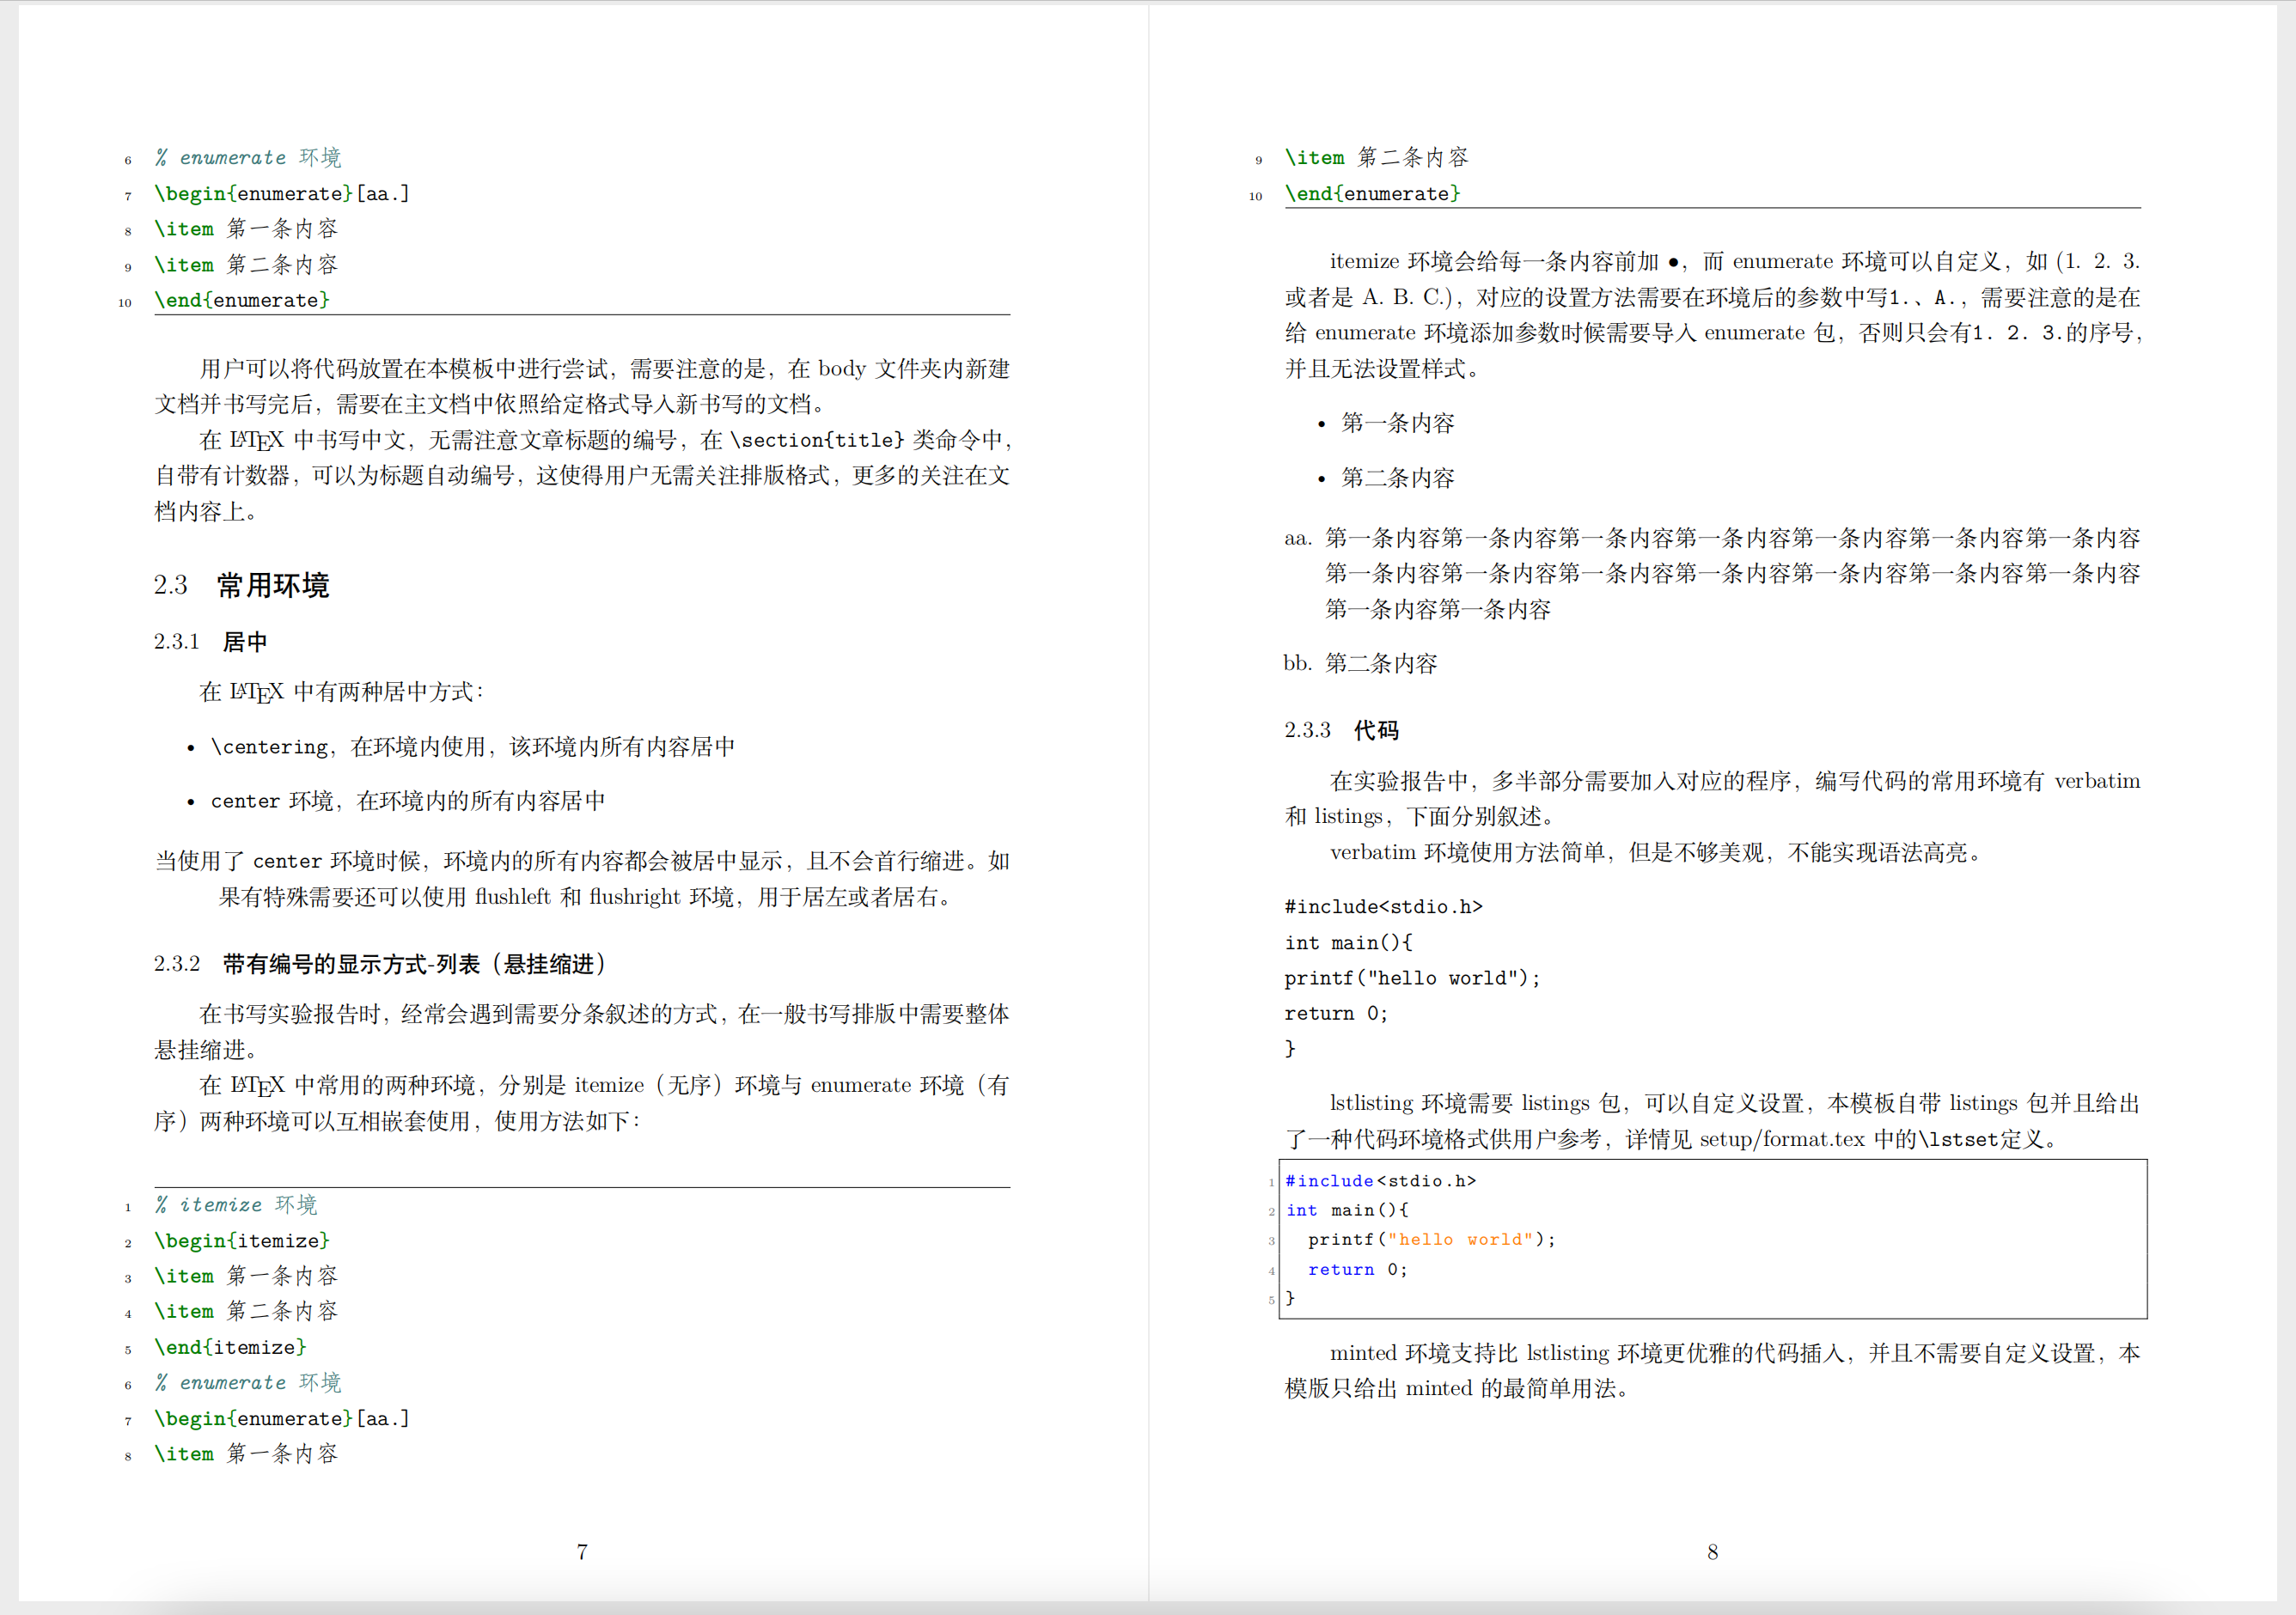 6 % enumerate 环境
7 \begin{enumerate}[aa.]
8 \item 第一条内容
9 \item 第二条内容
10 \end{enumerate}
用户可以将代码放置在本模板中进行尝试，需要注意的是，在 body 文件夹内新建
文档并书写完后，需要在主文档中依照给定格式导入新书写的文档。
在 LATEX 中书写中文，无需注意文章标题的编号，在 \section{title} 类命令中，
自带有计数器，可以为标题自动编号，这使得用户无需关注排版格式，更多的关注在文
档内容上。
2.3 常用环境
2.3.1 居中
在 LATEX 中有两种居中方式：
• \centering，在环境内使用，该环境内所有内容居中
• center 环境，在环境内的所有内容居中
当使用了 center 环境时候，环境内的所有内容都会被居中显示，且不会首行缩进。如
果有特殊需要还可以使用 flushleft 和 flushright 环境，用于居左或者居右。
2.3.2 带有编号的显示方式-列表（悬挂缩进）
在书写实验报告时，经常会遇到需要分条叙述的方式，在一般书写排版中需要整体
悬挂缩进。
在 LATEX 中常用的两种环境，分别是 itemize（无序）环境与 enumerate 环境（有
序）两种环境可以互相嵌套使用，使用方法如下：
1 % itemize 环境
2 \begin{itemize}
3 \item 第一条内容
4 \item 第二条内容
5 \end{itemize}
6 % enumerate 环境
7 \begin{enumerate}[aa.]
8 \item 第一条内容
7
9 \item 第二条内容
10 \end{enumerate}
itemize 环境会给每一条内容前加 •，而 enumerate 环境可以自定义，如 (1. 2. 3.
或者是 A. B. C.)，对应的设置方法需要在环境后的参数中写1.、A.，需要注意的是在
给 enumerate 环境添加参数时候需要导入 enumerate 包，否则只会有1. 2. 3.的序号，
并且无法设置样式。
• 第一条内容
• 第二条内容
aa. 第一条内容第一条内容第一条内容第一条内容第一条内容第一条内容第一条内容
第一条内容第一条内容第一条内容第一条内容第一条内容第一条内容第一条内容
第一条内容第一条内容
bb. 第二条内容
2.3.3 代码
在实验报告中，多半部分需要加入对应的程序，编写代码的常用环境有 verbatim
和 listings，下面分别叙述。
verbatim 环境使用方法简单，但是不够美观，不能实现语法高亮。
#include<stdio.h>
int main(){
printf("hello world");
return 0;
}
lstlisting 环境需要 listings 包，可以自定义设置，本模板自带 listings 包并且给出
了一种代码环境格式供用户参考，详情见 setup/format.tex 中的\lstset定义。
1 #include<stdio.h>
2 int main(){
3 printf("hello world");
4 return 0;
5 }
minted 环境支持比 lstlisting 环境更优雅的代码插入，并且不需要自定义设置，本
模版只给出 minted 的最简单用法。
8